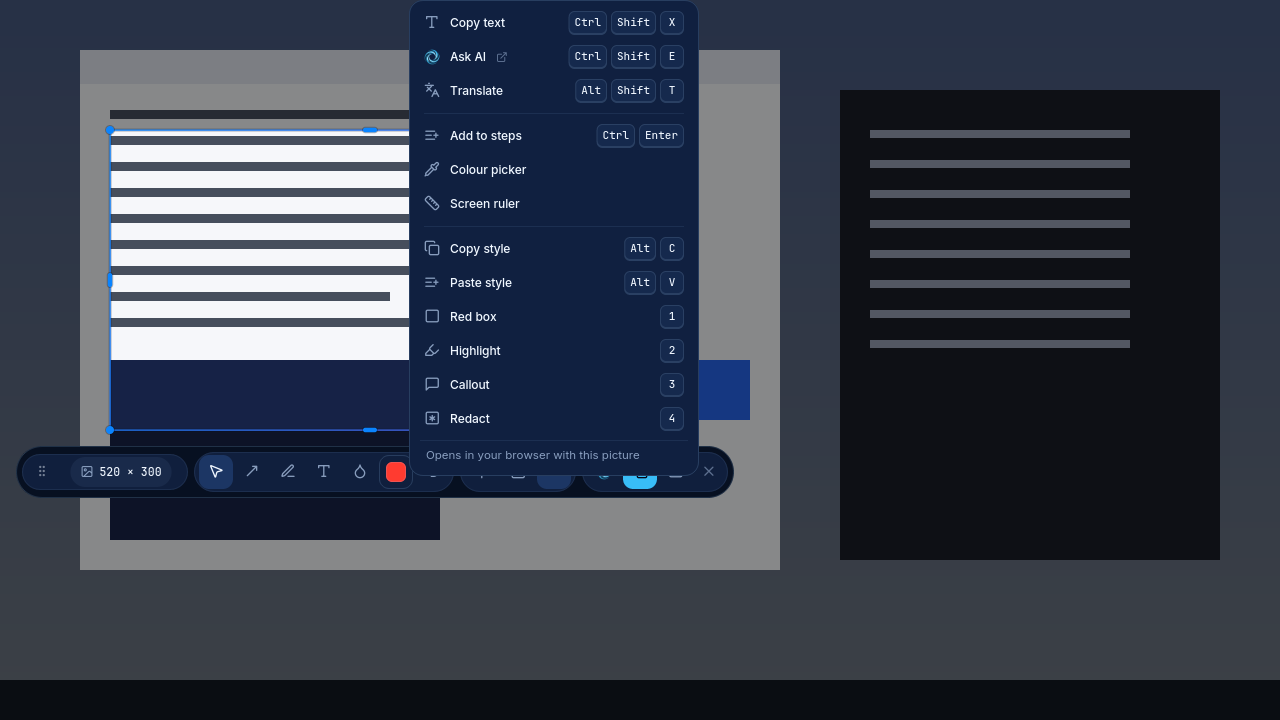 Copy text Ctrl Shift X
Ask AI Ctrl Shift E
Translate Alt Shift T
Add to steps Ctrl Enter
Colour picker
Screen ruler
Copy style Alt C
Paste style Alt V
Red box 1
Highlight 2
Callout 3
Redact 4
Opens in your browser with this picture
520 × 300
T